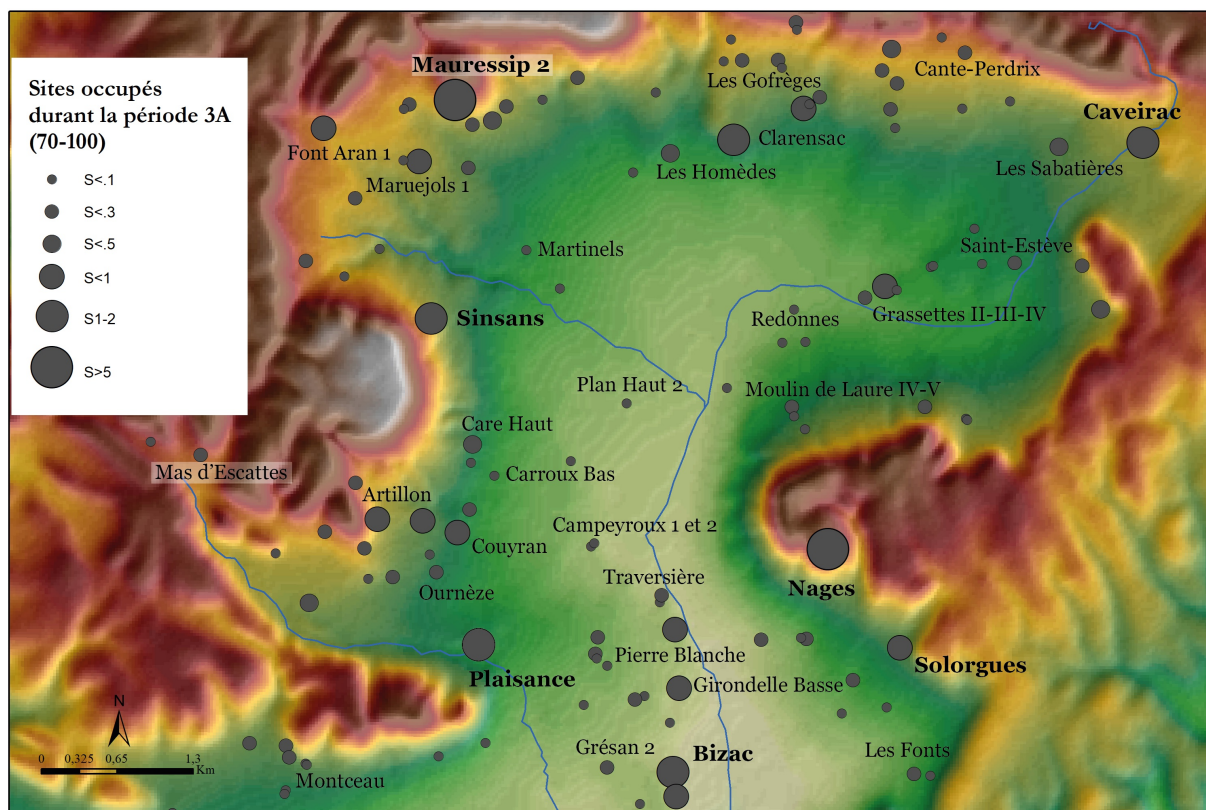 Sites occupés
durant la période 3A
(70-100)
S<.1
S<.3
S<.5
S<1
S1-2
S>5
Mauressip 2
Les Gofrèges
Cante-Perdrix
Caveirac
Font Aran 1
Clarensac
Maruejols 1
Les Homèdes
Les Sabatières
Martinels
Saint-Estève
Sinsans
Redonnes
Grassettes II-III-IV
Plan Haut 2
Moulin de Laure IV-V
Care Haut
Mas d'Escattes
Carroux Bas
Artillon
Campeyroux 1 et 2
Couyran
Traversière
Nages
Ournèze
Pierre Blanche
Solorgues
Plaisance
Girondelle Basse
Grésan 2
Bizac
Les Fonts
Montceau
N
0 0,325 0,65 1,3
Km